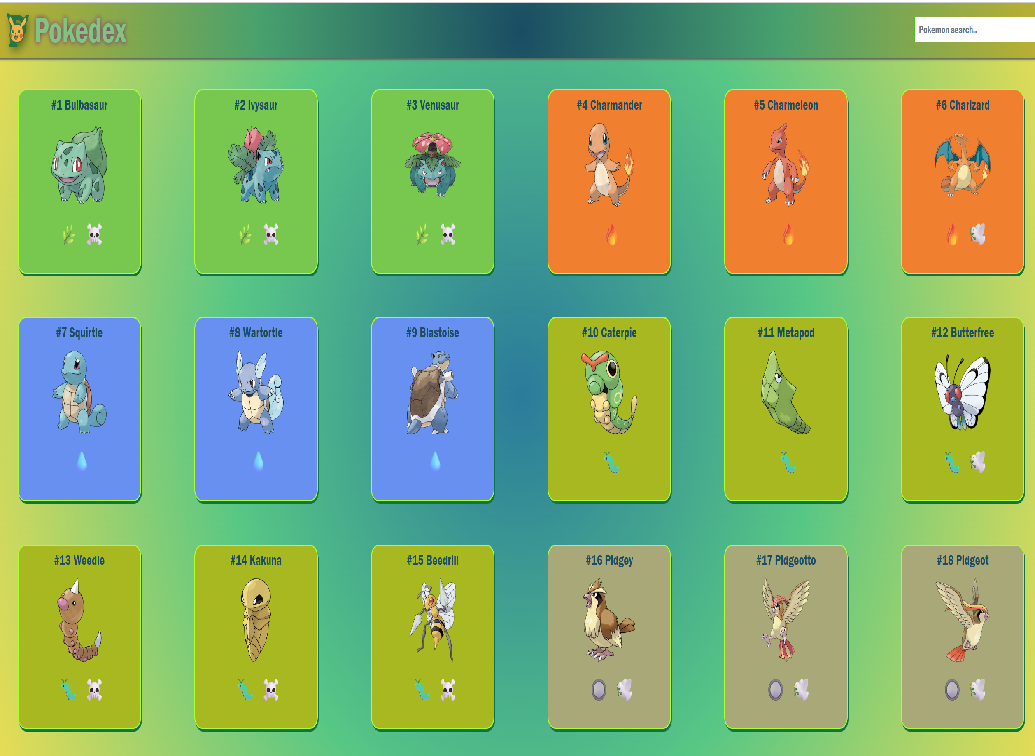 Pokedex
Pokemon search..
#1 Bulbasaur
#2 Ivysaur
#3 Venusaur
#4 Charmander
#5 Charmeleon
#6 Charizard
#7 Squirtle
#8 Wartortle
#9 Blastoise
#10 Caterpie
#11 Metapod
#12 Butterfree
#13 Weedle
#14 Kakuna
#15 Beedrill
#16 Pidgey
#17 Pidgeotto
#18 Pidgeot